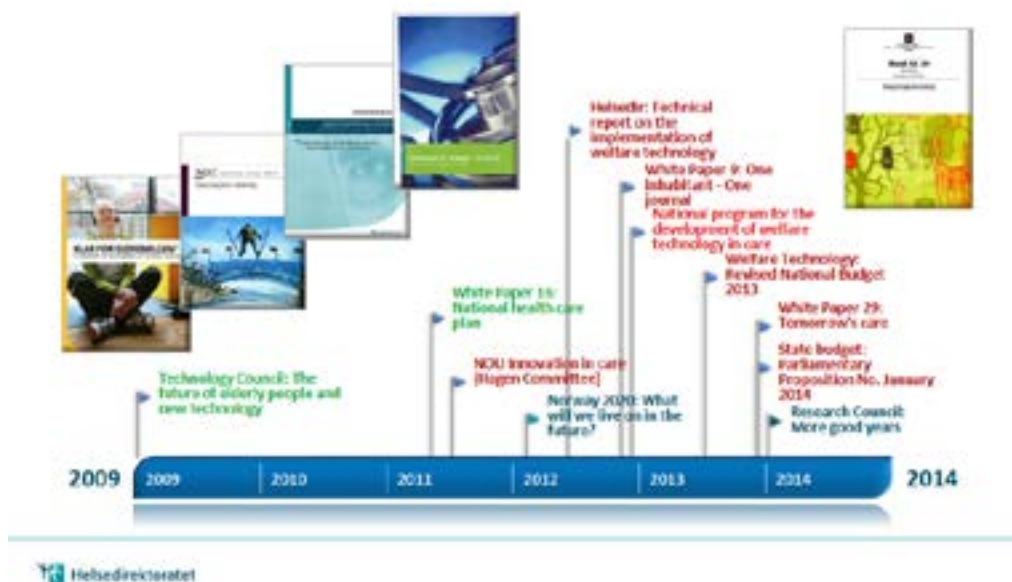 KLAR FOR
Helsedir: Technical
report on the
implementation of
welfare technology
White Paper 9: One
Inhabitant - One
journal
National program for the
development of welfare
technology in care
Welfare Technology:
Revised National Budget
2013
White Paper 16:
National health care
plan
White Paper 29:
Tomorrow's care
NOU Innovation in care
(Hagen Committee)
State budget:
Parliamentary
Proposition No. January
2014
Technology Council: The
future of elderly people and
new technology
Norway 2020: What
will we live on in the
future?
Research Council:
More good years
2009
2009
2010
2011
2012
2013
2014
2014
Helsedirektoratet